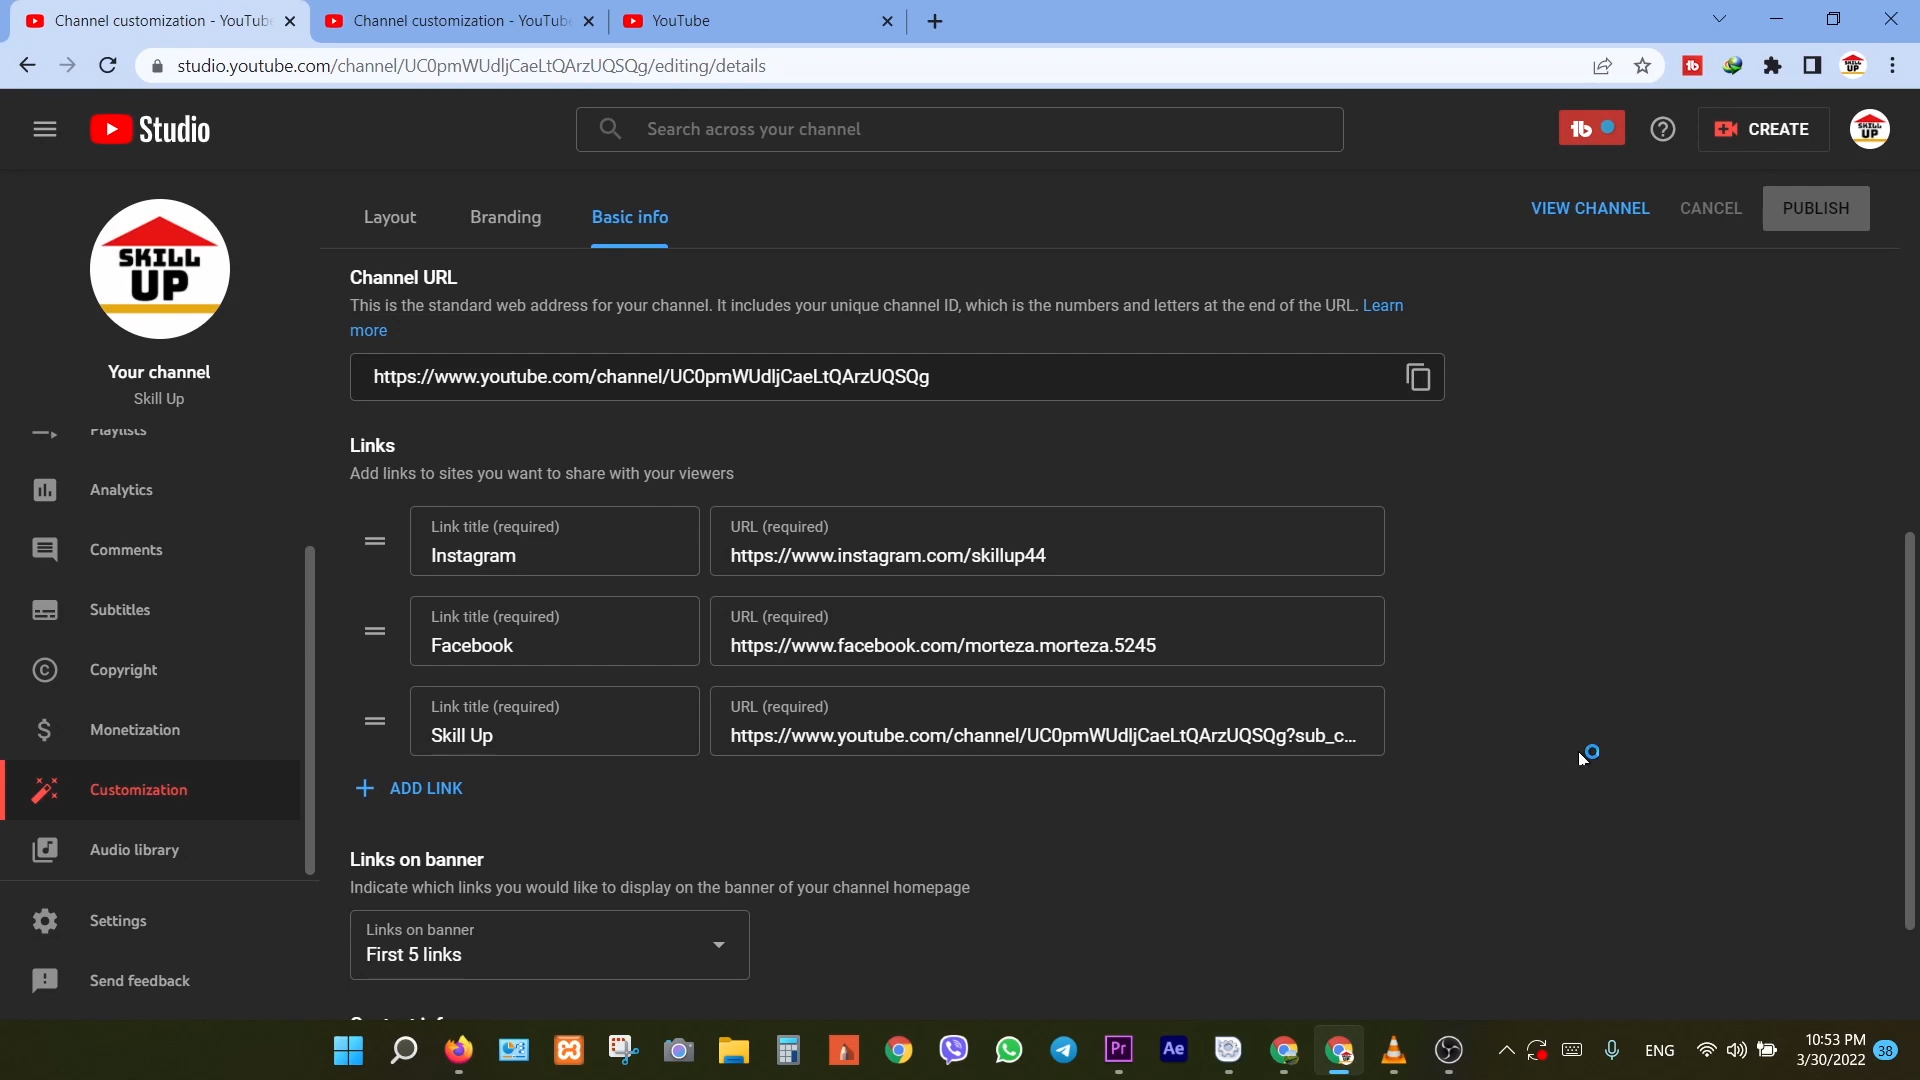 Channel customization - YouTube
Channel customization - YouTube
YouTube
studio.youtube.com/channel/UC0pmWUdljCaeLtQArzUQSQg/editing/details
Studio
Search across your channel
CREATE
SKILL UP
Layout
Branding
Basic info
VIEW CHANNEL
CANCEL
PUBLISH
SKILL
UP
Your channel
Skill Up
Playlists
Analytics
Comments
Subtitles
Copyright
Monetization
Customization
Audio library
Settings
Send feedback
Channel URL
This is the standard web address for your channel. It includes your unique channel ID, which is the numbers and letters at the end of the URL. Learn
more
https://www.youtube.com/channel/UC0pmWUdljCaeLtQArzUQSQg
Links
Add links to sites you want to share with your viewers
Link title (required)
Instagram
URL (required)
https://www.instagram.com/skillup44
Link title (required)
Facebook
URL (required)
https://www.facebook.com/morteza.morteza.5245
Link title (required)
Skill Up
URL (required)
https://www.youtube.com/channel/UC0pmWUdljCaeLtQArzUQSQg?sub_c...
ADD LINK
Links on banner
Indicate which links you would like to display on the banner of your channel homepage
Links on banner
First 5 links
Pr
Ae
ENG
10:53 PM
3/30/2022
38